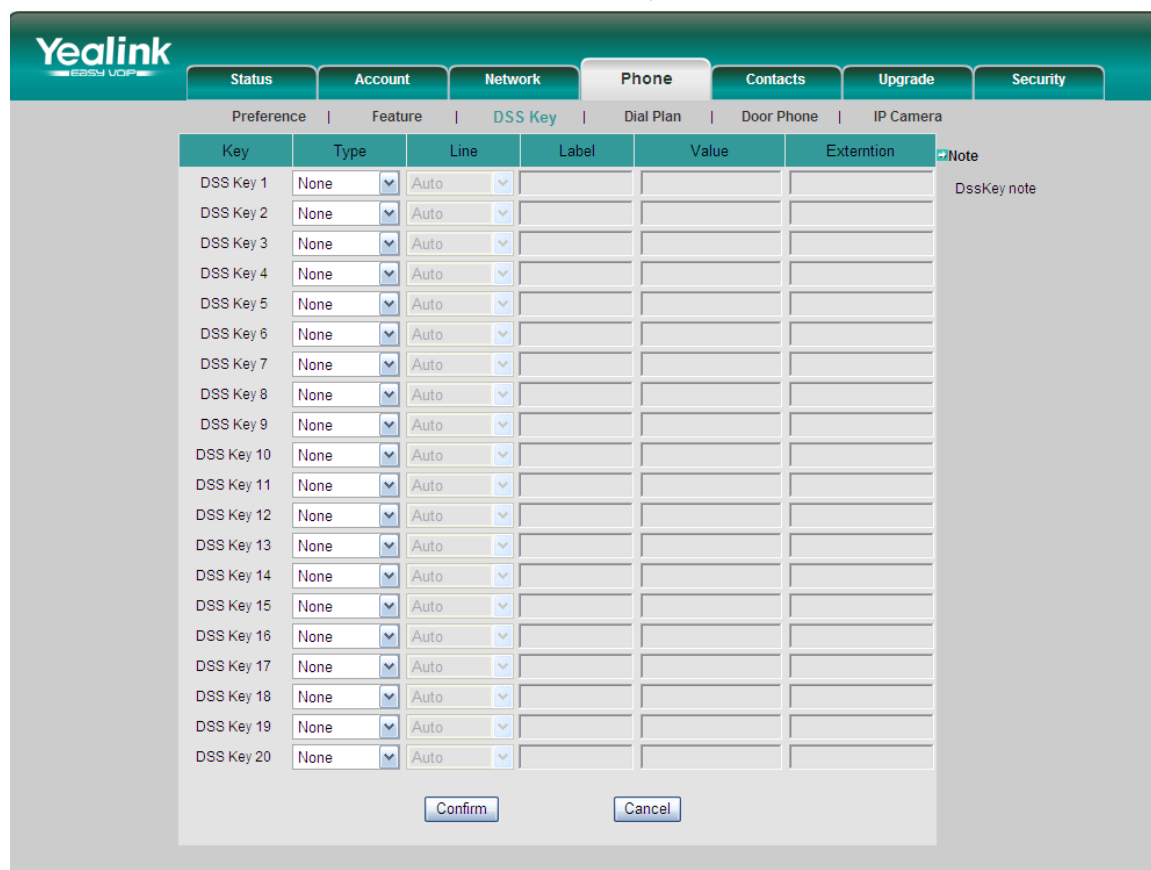 Yealink
EASY VOIP
Status Account Network Phone Contacts Upgrade Security
Preference | Feature | DSS Key | Dial Plan | Door Phone | IP Camera
Key Type Line Label Value Externtion Note
DSS Key 1 None Auto DssKey note
DSS Key 2 None Auto
DSS Key 3 None Auto
DSS Key 4 None Auto
DSS Key 5 None Auto
DSS Key 6 None Auto
DSS Key 7 None Auto
DSS Key 8 None Auto
DSS Key 9 None Auto
DSS Key 10 None Auto
DSS Key 11 None Auto
DSS Key 12 None Auto
DSS Key 13 None Auto
DSS Key 14 None Auto
DSS Key 15 None Auto
DSS Key 16 None Auto
DSS Key 17 None Auto
DSS Key 18 None Auto
DSS Key 19 None Auto
DSS Key 20 None Auto
Confirm Cancel